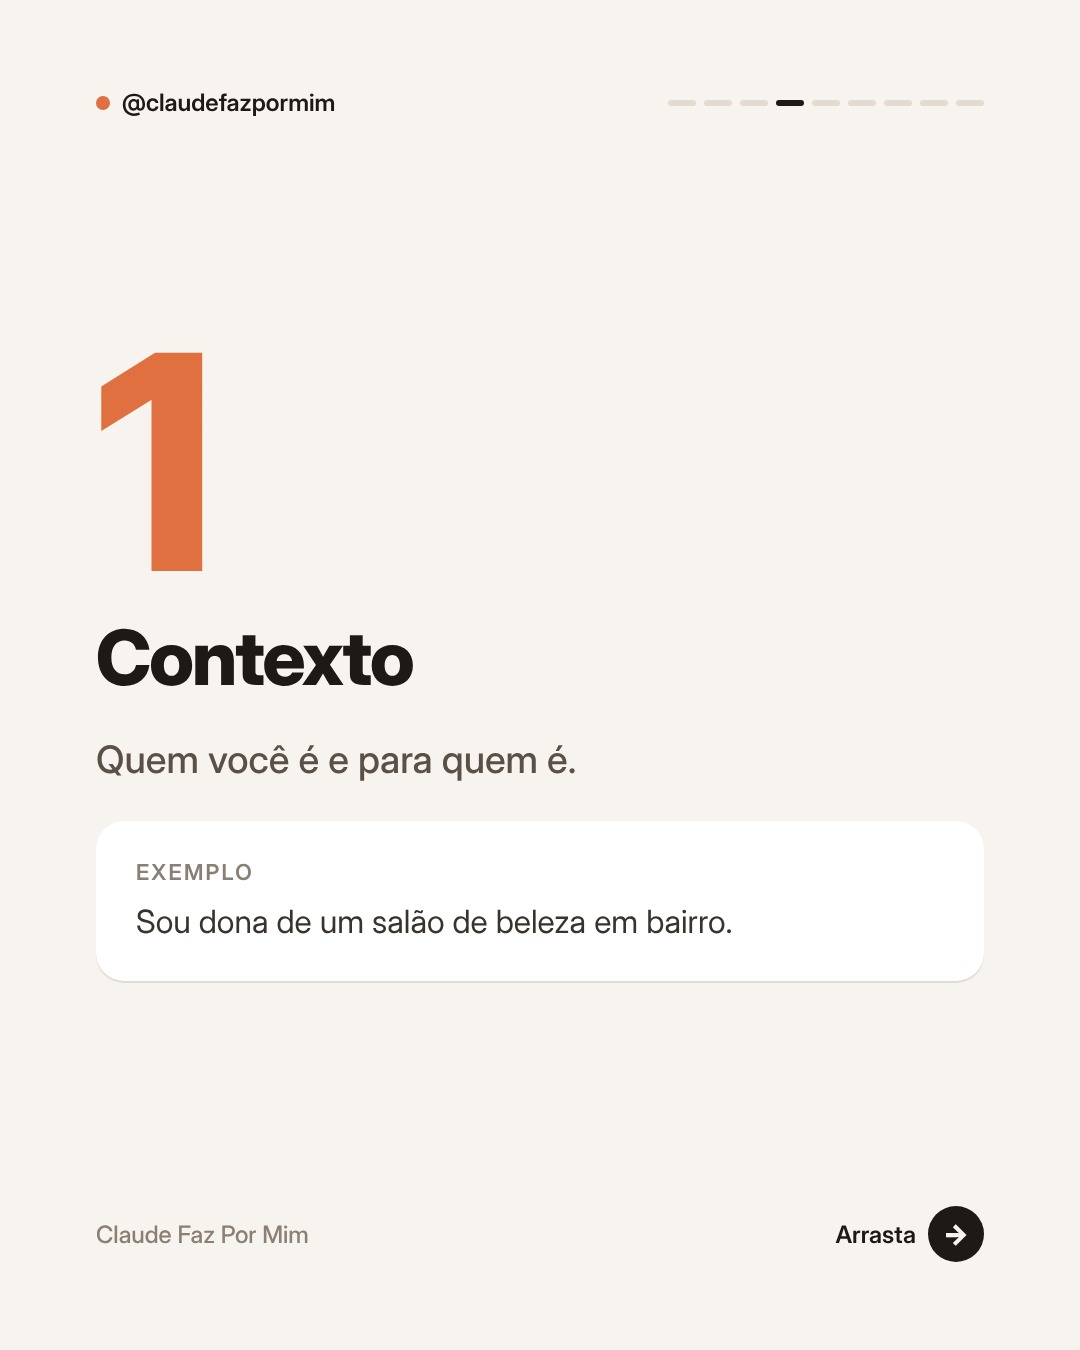 @claudefazpormim
1
Contexto
Quem você é e para quem é.
EXEMPLO
Sou dona de um salão de beleza em bairro.
Claude Faz Por Mim
Arrasta